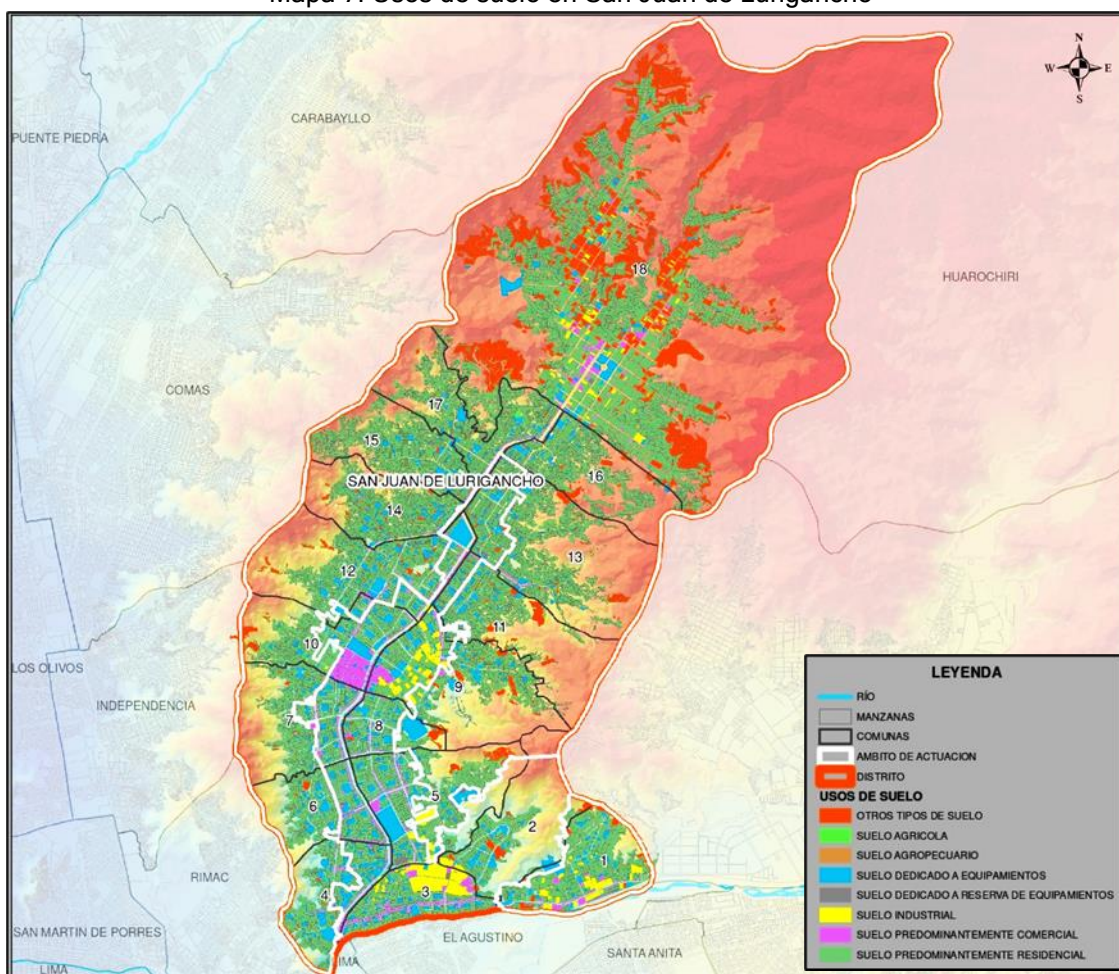 Mapa 7: Usos de suelo en San Juan de Lurigancho
N
W E
S
CARABAYLLO
PUENTE PIEDRA
18
HUAROCHIRI
COMAS
17
15
16
SAN JUAN DE LURIGANCHO
14
13
12
11
10
9
LOS OLIVOS
INDEPENDENCIA
7
8
5
6
2
1
RIMAC
3
4
SAN MARTIN DE PORRES
EL AGUSTINO
SANTA ANITA
LIMA
IMA
LEYENDA
RÍO
MANZANAS
COMUNAS
AMBITO DE ACTUACION
DISTRITO
USOS DE SUELO
OTROS TIPOS DE SUELO
SUELO AGRICOLA
SUELO AGROPECUARIO
SUELO DEDICADO A EQUIPAMIENTOS
SUELO DEDICADO A RESERVA DE EQUIPAMIENTOS
SUELO INDUSTRIAL
SUELO PREDOMINANTEMENTE COMERCIAL
SUELO PREDOMINANTEMENTE RESIDENCIAL